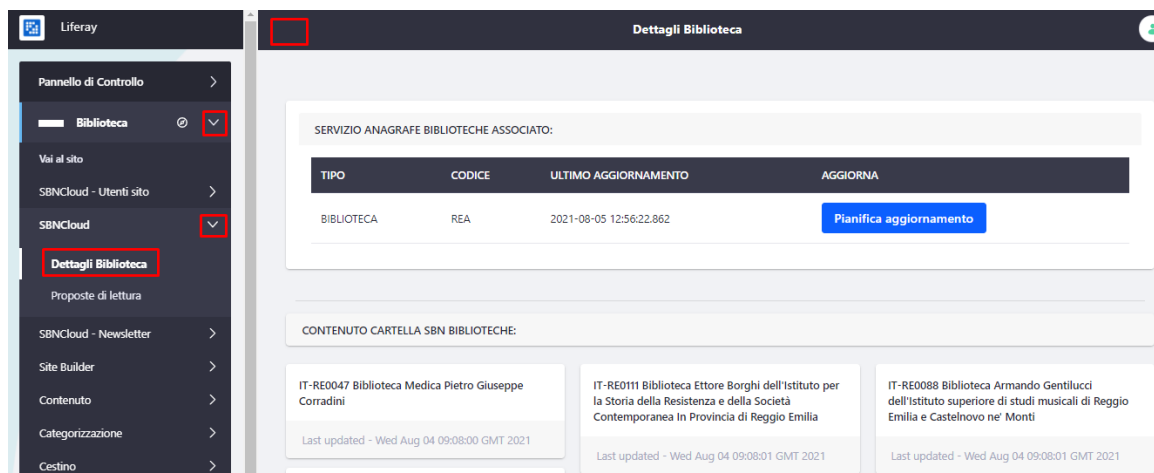 Liferay
Dettagli Biblioteca
Pannello di Controllo
Biblioteca
Vai al sito
SBNCloud - Utenti sito
SBNCloud
Dettagli Biblioteca
Proposte di lettura
SBNCloud - Newsletter
Site Builder
Contenuto
Categorizzazione
Cestino
SERVIZIO ANAGRAFE BIBLIOTECHE ASSOCIATO:
TIPO CODICE ULTIMO AGGIORNAMENTO AGGIORNA
BIBLIOTECA REA 2021-08-05 12:56:22.862 Pianifica aggiornamento
CONTENUTO CARTELLA SBN BIBLIOTECHE:
IT-RE0047 Biblioteca Medica Pietro Giuseppe
Corradini
Last updated - Wed Aug 04 09:08:00 GMT 2021
IT-RE0111 Biblioteca Ettore Borghi dell'Istituto per
la Storia della Resistenza e della Società
Contemporanea In Provincia di Reggio Emilia
Last updated - Wed Aug 04 09:08:01 GMT 2021
IT-RE0088 Biblioteca Armando Gentilucci
dell'Istituto superiore di studi musicali di Reggio
Emilia e Castelnovo ne' Monti
Last updated - Wed Aug 04 09:08:01 GMT 2021